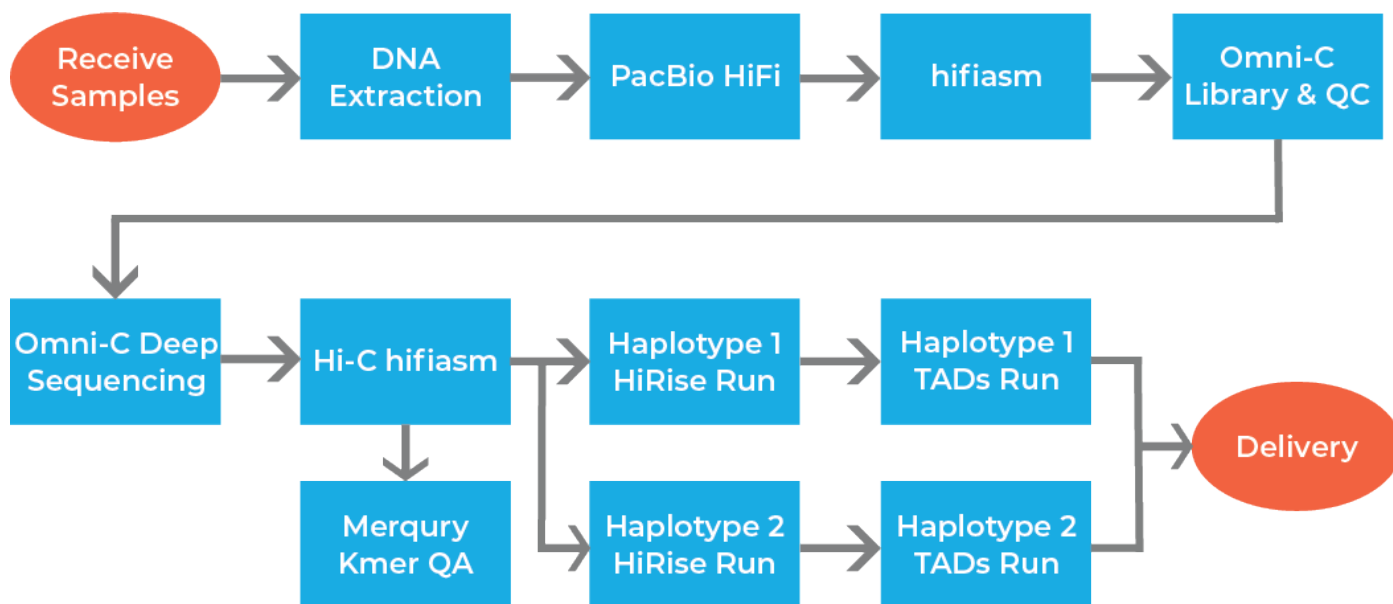 Receive
Samples
DNA
Extraction
PacBio HiFi
hifiasm
Omni-C
Library & QC
Omni-C Deep
Sequencing
Hi-C hifiasm
Haplotype 1
HiRise Run
Haplotype 1
TADs Run
Delivery
Merqury
Kmer QA
Haplotype 2
HiRise Run
Haplotype 2
TADs Run